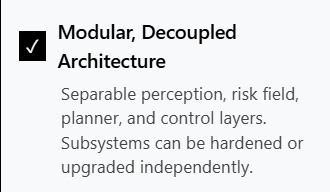 Modular, Decoupled
Architecture
Separable perception, risk field,
planner, and control layers.
Subsystems can be hardened or
upgraded independently.